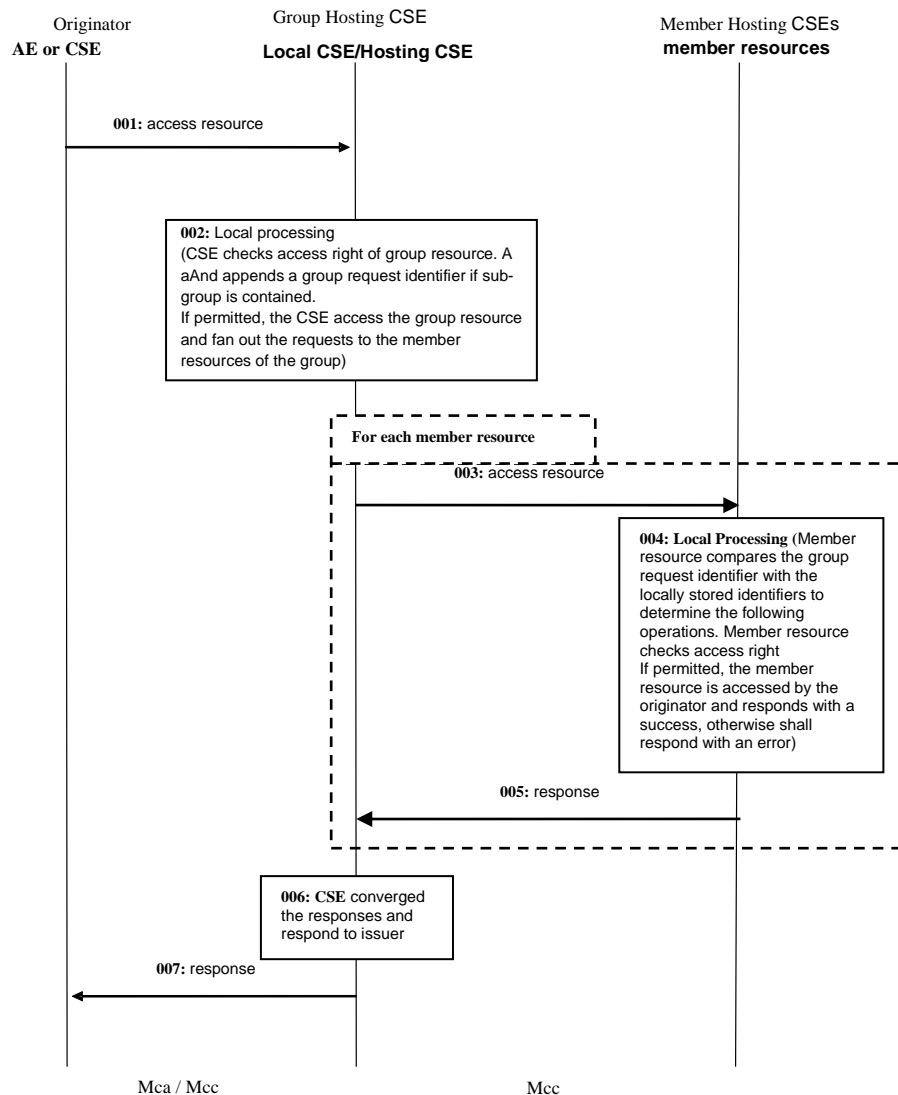 Originator
AE or CSE
Group Hosting CSE
Local CSE/Hosting CSE
Member Hosting CSEs
member resources
001: access resource
002: Local processing
(CSE checks access right of group resource. A
aAnd appends a group request identifier if sub-
group is contained.
If permitted, the CSE access the group resource
and fan out the requests to the member
resources of the group)
For each member resource
003: access resource
004: Local Processing (Member
resource compares the group
request identifier with the
locally stored identifiers to
determine the following
operations. Member resource
checks access right
If permitted, the member
resource is accessed by the
originator and responds with a
success, otherwise shall
respond with an error)
005: response
006: CSE converged
the responses and
respond to issuer
007: response
Mca / Mcc
Mcc